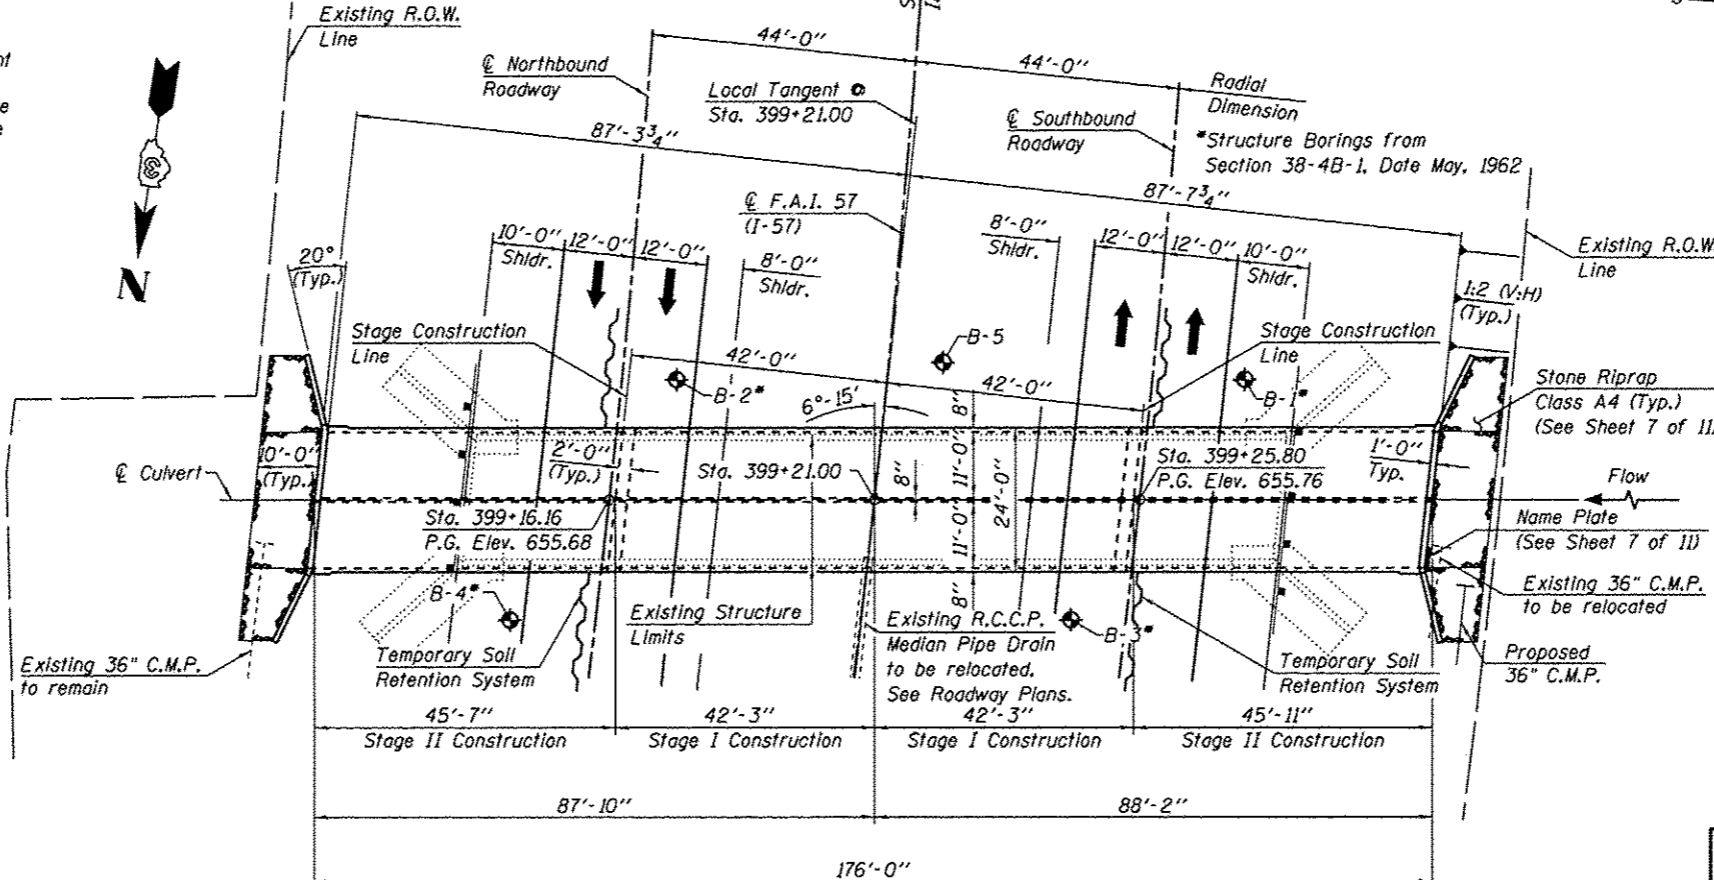 Existing R.O.W.
Line
℄ Northbound
Roadway
44'-0"
44'-0"
Radial
Dimension
Local Tangent
Sta. 399+21.00
℄ Southbound
Roadway
*Structure Borings from
Section 38-4B-1, Date May, 1962
87'-3 3/4"
87'-7 3/4"
℄ F.A.I. 57
(I-57)
N
20°
(Typ.)
10'-0"
Shldr.
12'-0"
12'-0"
8'-0"
Shldr.
8'-0"
Shldr.
12'-0"
12'-0"
10'-0"
Shldr.
Existing R.O.W.
Line
1:2 (V:H)
(Typ.)
Stage Construction
Line
42'-0"
B-5
42'-0"
Stage Construction
Line
B-2*
6°-15'
8"
B-1*
Stone Riprap
Class A4 (Typ.)
(See Sheet 7 of 11)
℄ Culvert
10'-0"
(Typ.)
2'-0"
(Typ.)
Sta. 399+21.00
8"
11'-0"
11'-0"
24'-0"
Sta. 399+25.80
P.G. Elev. 655.76
1'-0"
Typ.
Flow
Sta. 399+16.16
P.G. Elev. 655.68
Name Plate
(See Sheet 7 of 11)
B-4*
8"
B-3*
Existing 36" C.M.P.
to be relocated
Existing Structure
Limits
Existing R.C.C.P.
Median Pipe Drain
to be relocated.
See Roadway Plans.
Existing 36" C.M.P.
to remain
Temporary Soil
Retention System
Temporary Soil
Retention System
Proposed
36" C.M.P.
45'-7"
42'-3"
42'-3"
45'-11"
Stage II Construction
Stage I Construction
Stage I Construction
Stage II Construction
87'-10"
88'-2"
176'-0"